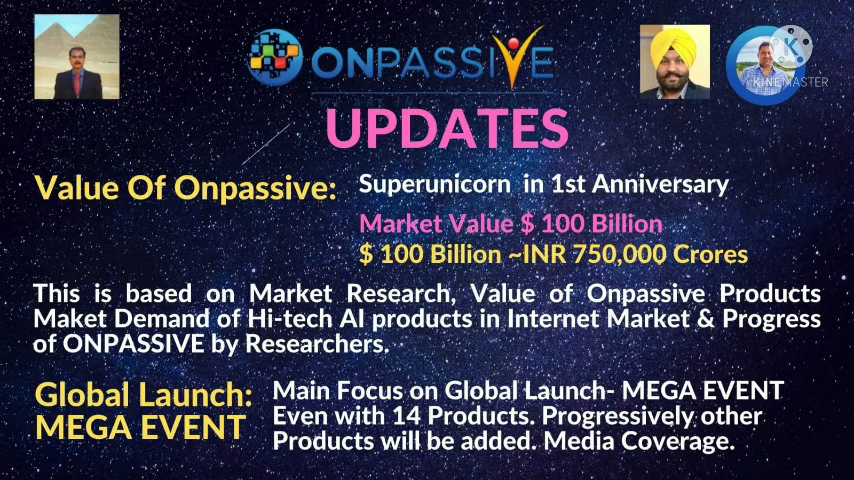 ONPASSIVE
K
KINEMASTER
UPDATES
Value Of Onpassive: Superunicorn in 1st Anniversary
Market Value $ 100 Billion
$ 100 Billion ~INR 750,000 Crores
This is based on Market Research, Value of Onpassive Products
Maket Demand of Hi-tech AI products in Internet Market & Progress
of ONPASSIVE by Researchers.
Global Launch:
MEGA EVENT
Main Focus on Global Launch- MEGA EVENT
Even with 14 Products. Progressively other
Products will be added. Media Coverage.